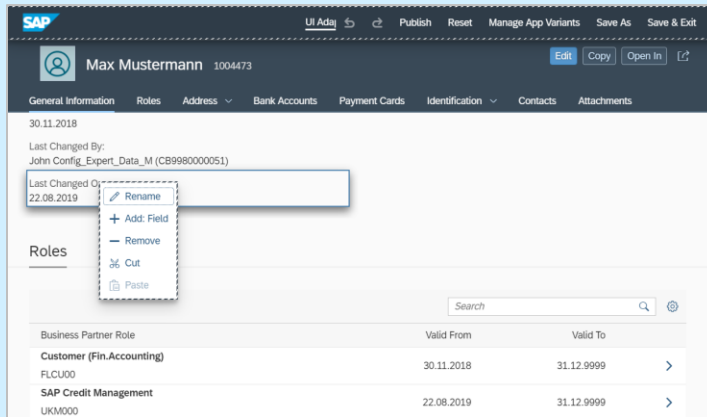 SAP
UI Adap Publish Reset Manage App Variants Save As Save & Exit
Max Mustermann 1004473 Edit Copy Open In
General Information Roles Address Bank Accounts Payment Cards Identification Contacts Attachments
30.11.2018
Last Changed By:
John Config_Expert_Data_M (CB9980000051)
Last Changed O
22.08.2019
Rename
Add: Field
Remove
Cut
Paste
Roles
Search
Business Partner Role Valid From Valid To
Customer (Fin.Accounting)
FLCU00 30.11.2018 31.12.9999
SAP Credit Management
UKM000 22.08.2019 31.12.9999